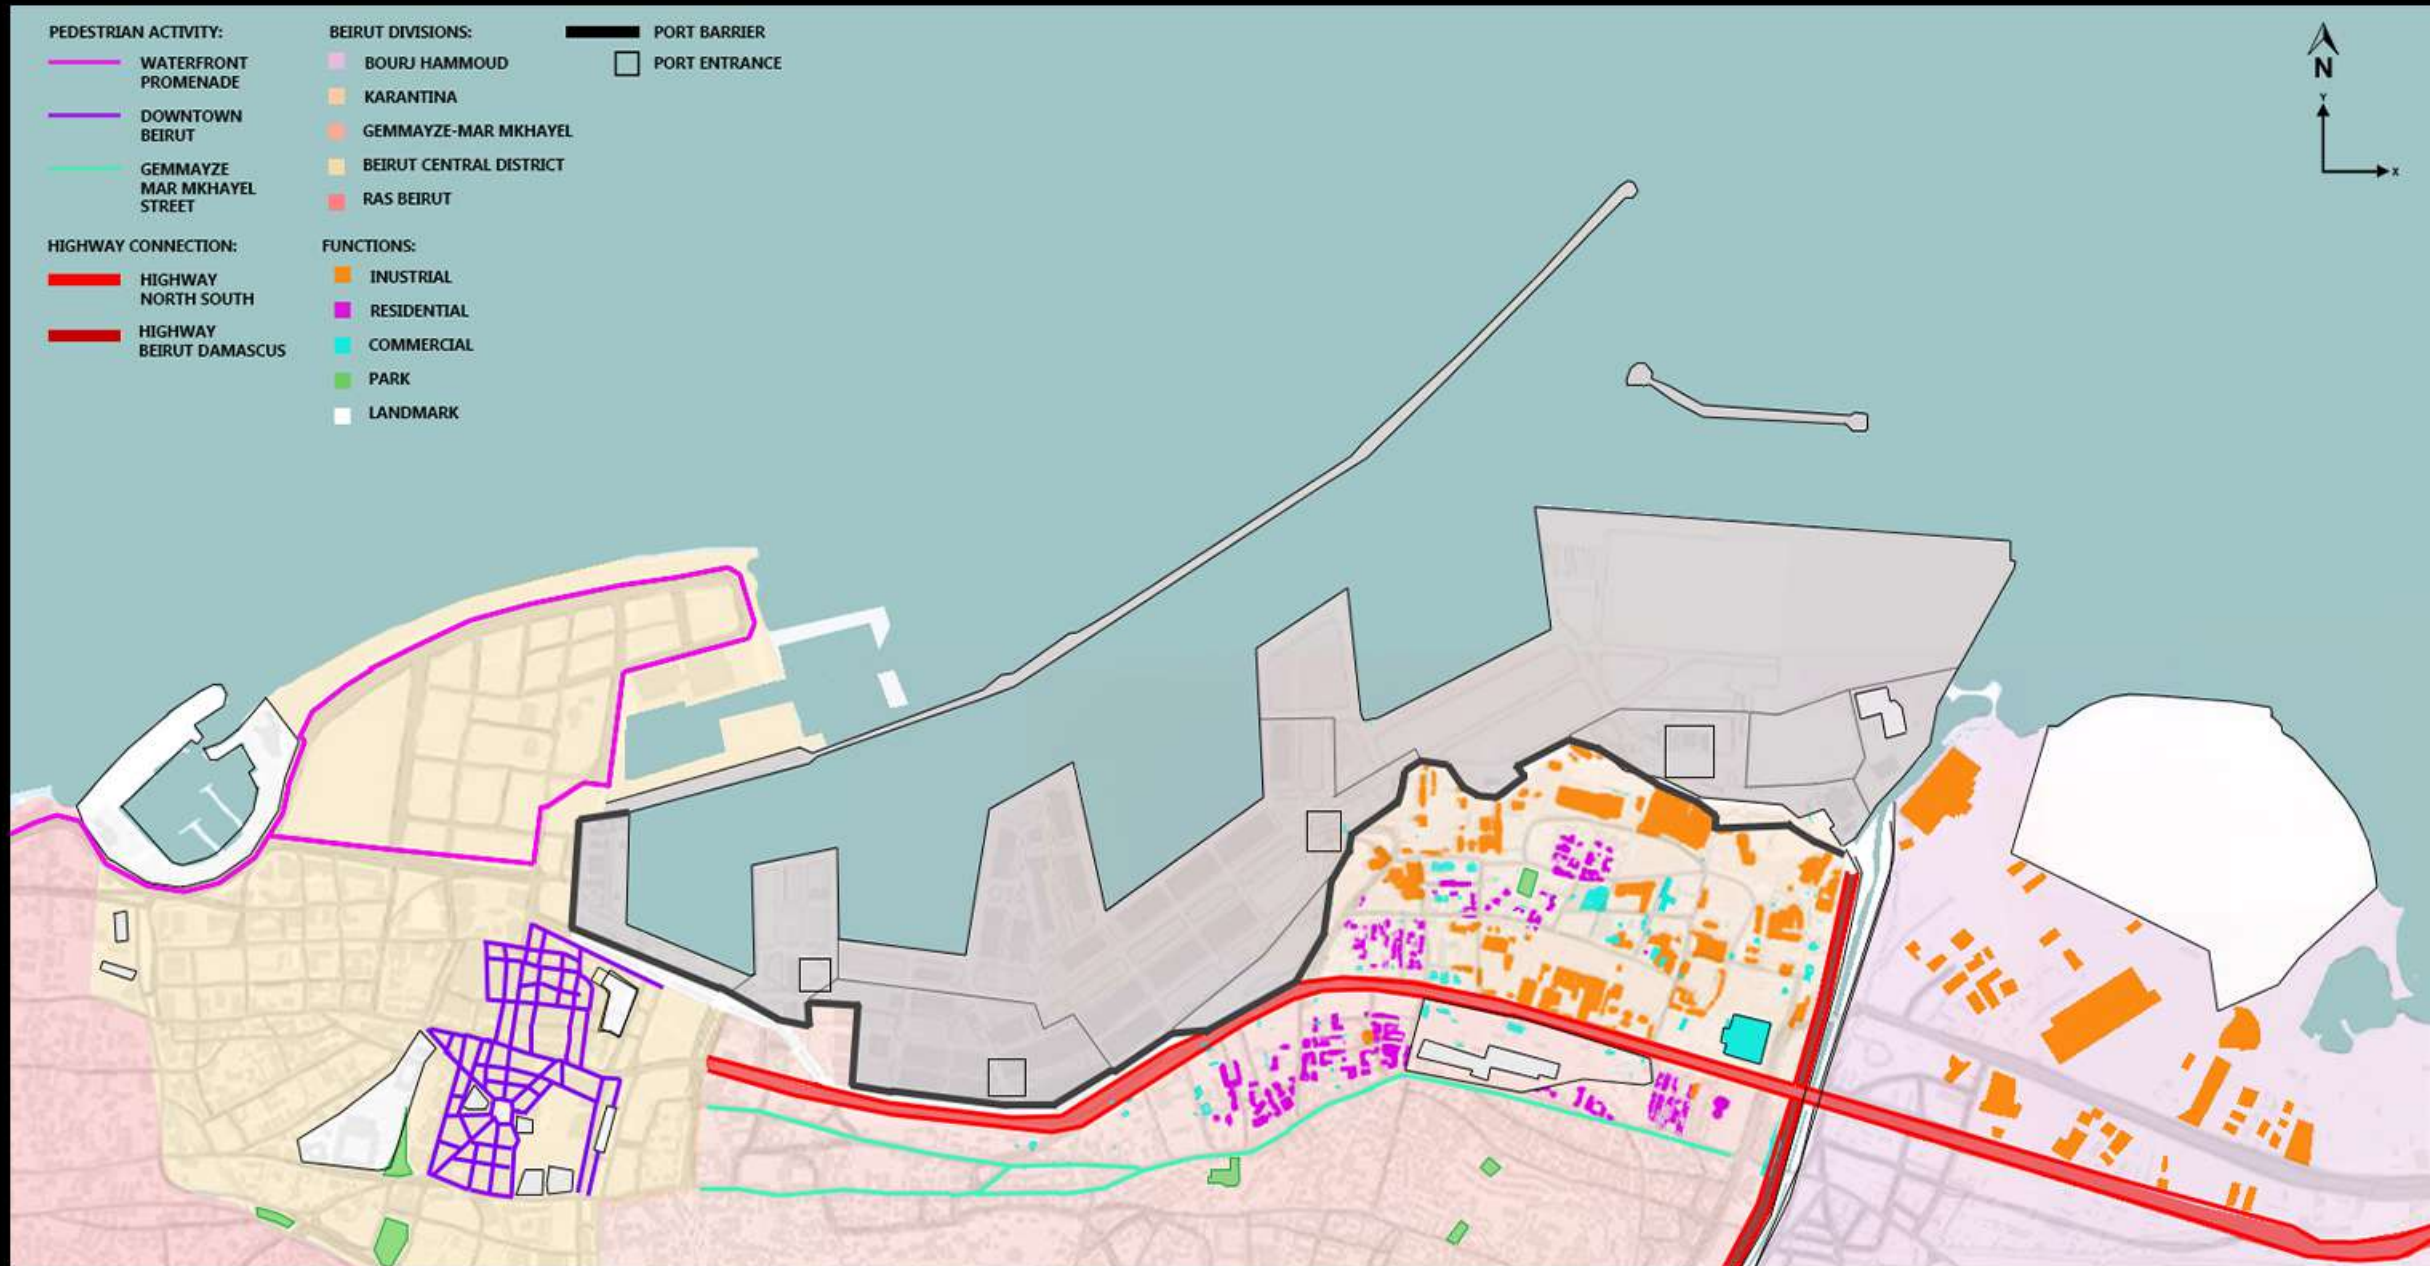 PEDESTRIAN ACTIVITY:
WATERFRONT
PROMENADE
DOWNTOWN
BEIRUT
GEMMAYZE
MAR MKHAYEL
STREET
HIGHWAY CONNECTION:
HIGHWAY
NORTH SOUTH
HIGHWAY
BEIRUT DAMASCUS
BEIRUT DIVISIONS:
BOURJ HAMMOUD
KARANTINA
GEMMAYZE-MAR MKHAYEL
BEIRUT CENTRAL DISTRICT
RAS BEIRUT
FUNCTIONS:
INUSTRIAL
RESIDENTIAL
COMMERCIAL
PARK
LANDMARK
PORT BARRIER
PORT ENTRANCE
N
Y
X